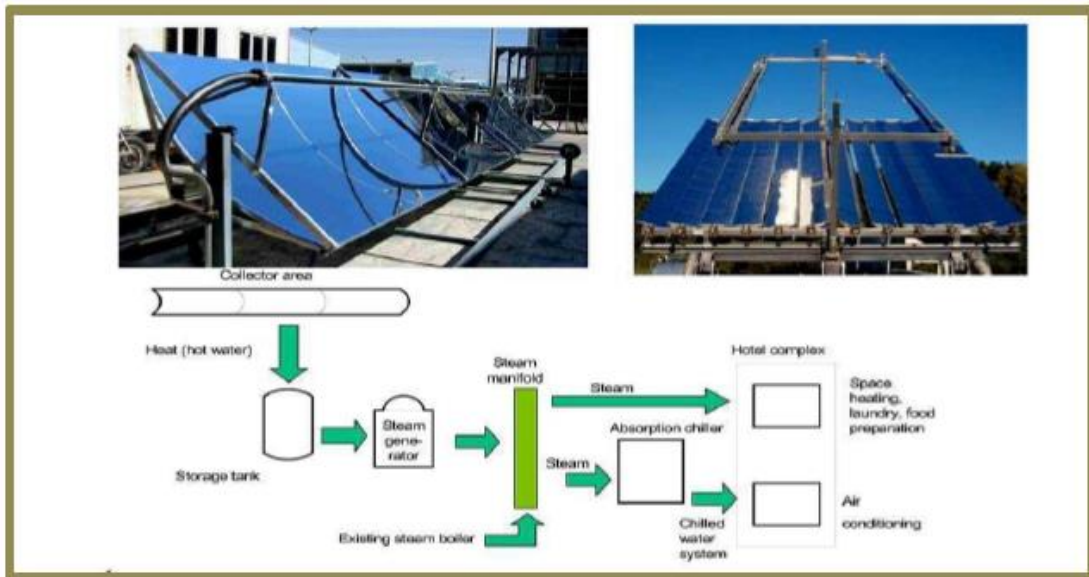 Collector area
Heat (hot water)
Storage tank
Steam
gene-
rator
Steam
manifold
Existing steam boiler
Steam
Steam
Absorption chiller
Chilled
water
system
Hotel complex
Space
heating,
laundry, food
preparation
Air
conditioning